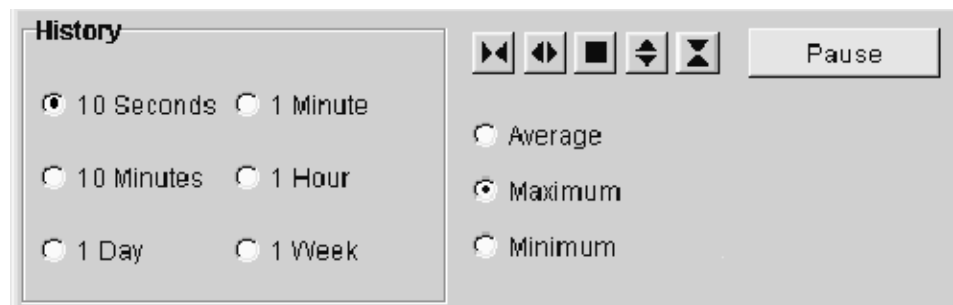 History
Pause
10 Seconds 1 Minute
Average
10 Minutes 1 Hour
Maximum
1 Day 1 Week
Minimum